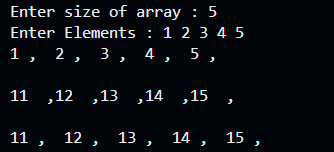 Enter size of array : 5
Enter Elements : 1 2 3 4 5
1 ,  2 ,  3 ,  4 ,  5 ,
11  ,12  ,13  ,14  ,15  ,
11 ,  12 ,  13 ,  14 ,  15 ,